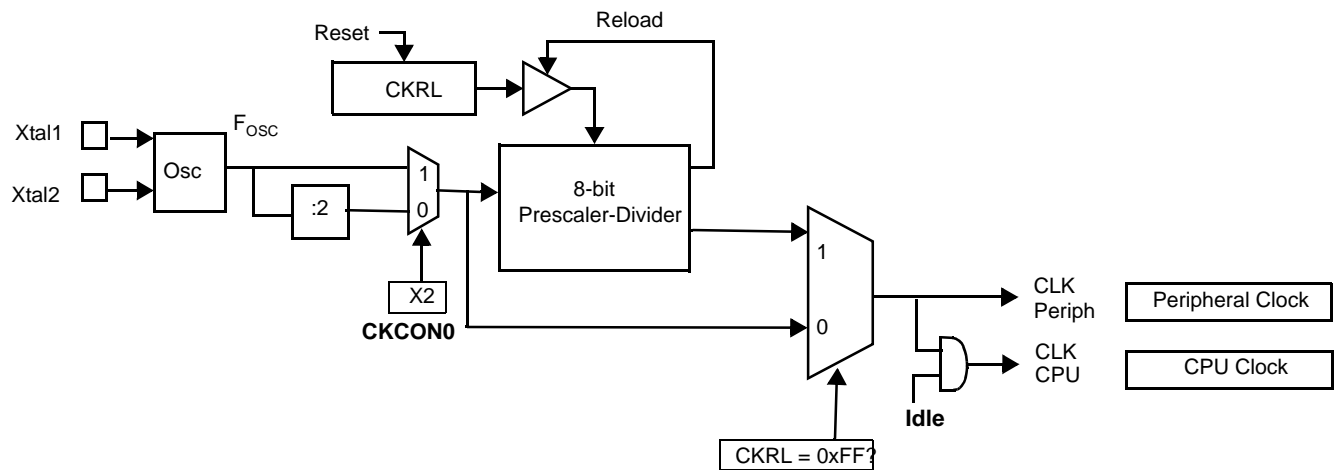 Reload
Reset
CKRL
Xtal1
F_OSC
Osc
Xtal2
:2
1
0
8-bit
Prescaler-Divider
X2
CKCON0
1
0
CLK
Periph
Peripheral Clock
CLK
CPU
CPU Clock
Idle
CKRL = 0xFF?